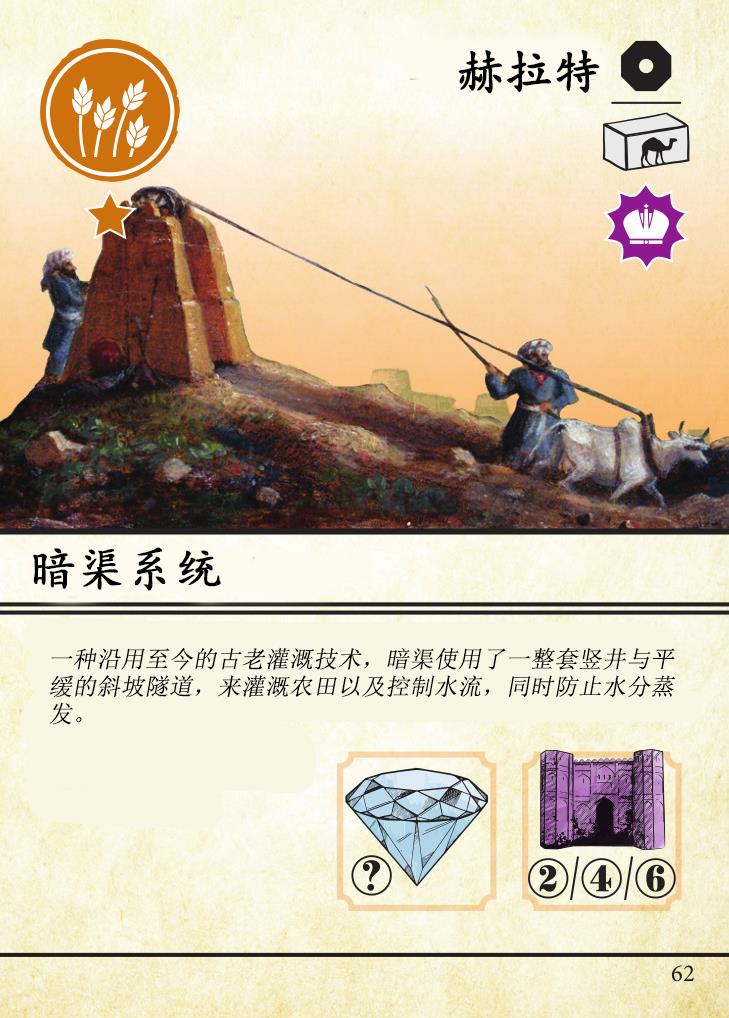 赫拉特
暗渠系统
一种沿用至今的古老灌溉技术，暗渠使用了一整套竖井与平
缓的斜坡隧道，来灌溉农田以及控制水流，同时防止水分蒸
发。
?
2/4/6
62